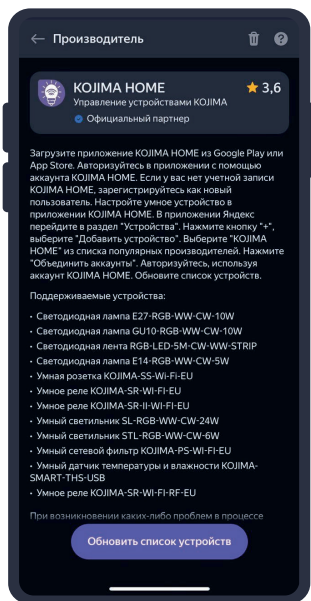 Производитель
KOJIMA HOME
3,6
Управление устройствами KOJIMA
Официальный партнер
Загрузите приложение KOJIMA HOME из Google Play или
App Store. Авторизуйтесь в приложении с помощью
аккаунта KOJIMA HOME. Если у вас нет учетной записи
KOJIMA HOME, зарегистрируйтесь как новый
пользователь. Настройте умное устройство в
приложении KOJIMA HOME. В приложении Яндекс
перейдите в раздел "Устройства". Нажмите кнопку "+",
выберите "Добавить устройство". Выберите "KOJIMA
HOME" из списка популярных производителей. Нажмите
"Объединить аккаунты". Авторизуйтесь, используя
аккаунт KOJIMA HOME. Обновите список устройств.
Поддерживаемые устройства:
• Светодиодная лампа E27-RGB-WW-CW-10W
• Светодиодная лампа GU10-RGB-WW-CW-10W
• Светодиодная лента RGB-LED-5M-CW-WW-STRIP
• Светодиодная лампа E14-RGB-WW-CW-5W
• Умная розетка KOJIMA-SS-Wi-Fi-EU
• Умное реле KOJIMA-SR-WI-FI-EU
• Умное реле KOJIMA-SR-II-WI-FI-EU
• Умный светильник SL-RGB-WW-CW-24W
• Умный светильник STL-RGB-WW-CW-6W
• Умный сетевой фильтр KOJIMA-PS-WI-FI-EU
• Умный датчик температуры и влажности KOJIMA-
SMART-THS-USB
• Умное реле KOJIMA-SR-WI-FI-RF-EU
При возникновении каких-либо проблем в процессе
Обновить список устройств